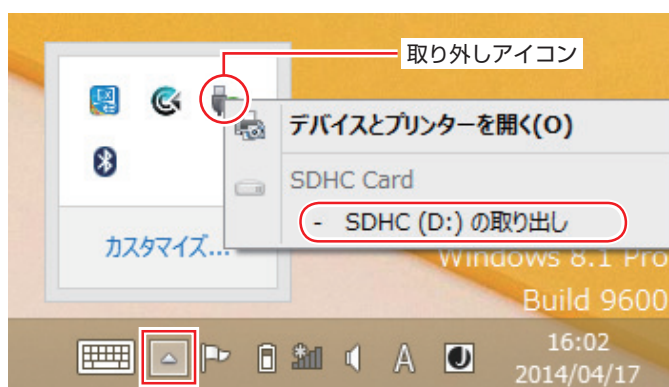 取り外しアイコン
デバイスとプリンターを開く(O)
SDHC Card
- SDHC (D:) の取り出し
カスタマイズ...
Windows 8.1 Pro
Build 9600
A
16:02
2014/04/17